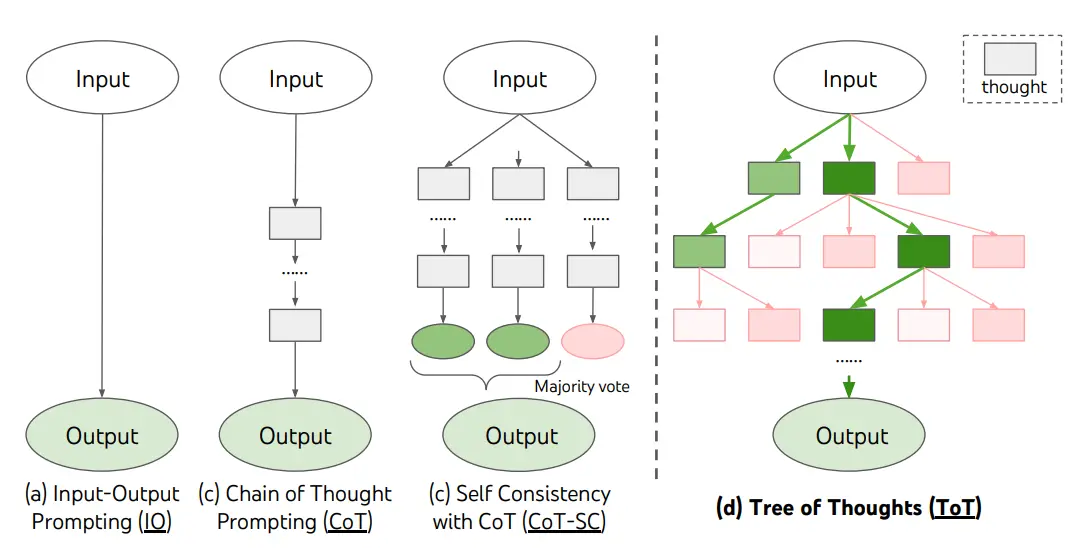 Input
Input
Input
Input
thought
......
......
......
......
......
Majority vote
Output
Output
Output
Output
(a) Input-Output
Prompting (IO)
(c) Chain of Thought
Prompting (CoT)
(c) Self Consistency
with CoT (CoT-SC)
(d) Tree of Thoughts (ToT)